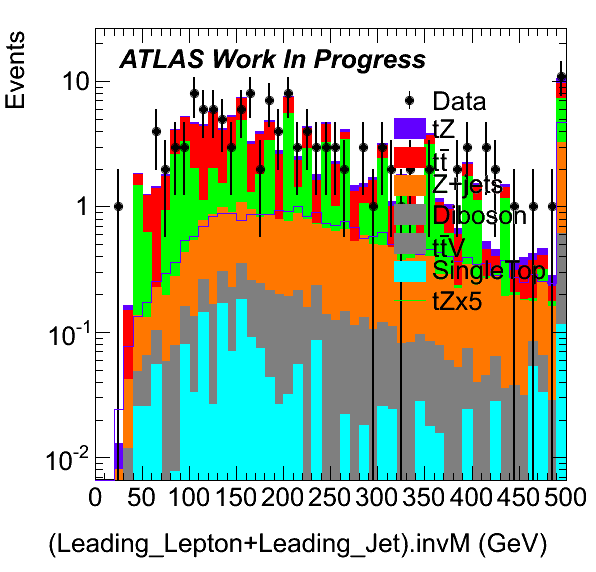 Events
ATLAS Work In Progress
Data
tZ
tt̄
Z+jets
Diboson
tt̄V
SingleTop
tZx5
10
1
10⁻¹
10⁻²
0 50 100 150 200 250 300 350 400 450 500
(Leading_Lepton+Leading_Jet).invM (GeV)